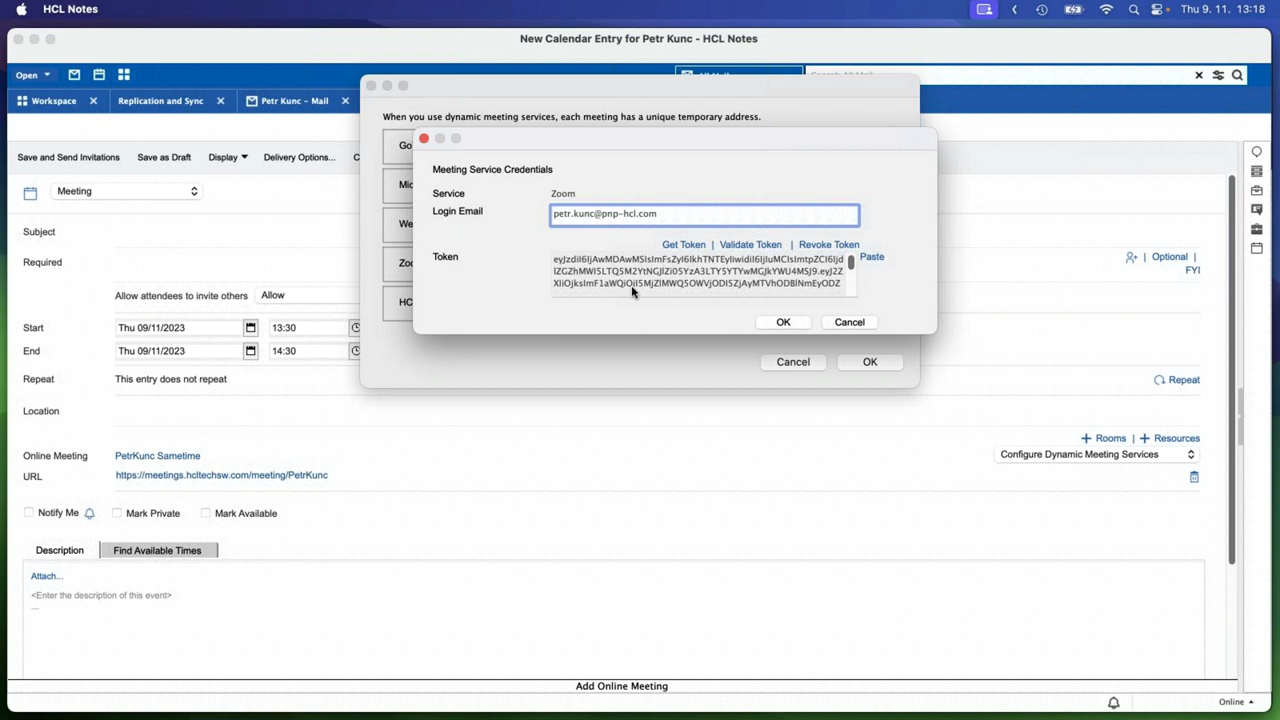 HCL Notes
Thu 9. 11. 13:18
New Calendar Entry for Petr Kunc - HCL Notes
Open
Workspace
Replication and Sync
Petr Kunc - Mail
When you use dynamic meeting services, each meeting has a unique temporary address.
Save and Send Invitations
Save as Draft
Display
Delivery Options...
Meeting
Meeting Service Credentials
Service
Zoom
Login Email
petr.kunc@pnp-hcl.com
Get Token | Validate Token | Revoke Token
Token
Paste
OK
Cancel
Cancel
OK
Subject
Required
Optional
FYI
Allow attendees to invite others
Allow
Start
Thu 09/11/2023
13:30
End
Thu 09/11/2023
14:30
Repeat
This entry does not repeat
Repeat
Location
Rooms | Resources
Online Meeting
PetrKunc Sametime
Configure Dynamic Meeting Services
URL
https://meetings.hcltechsw.com/meeting/PetrKunc
Notify Me
Mark Private
Mark Available
Description
Find Available Times
Attach...
<Enter the description of this event>
Add Online Meeting
Online